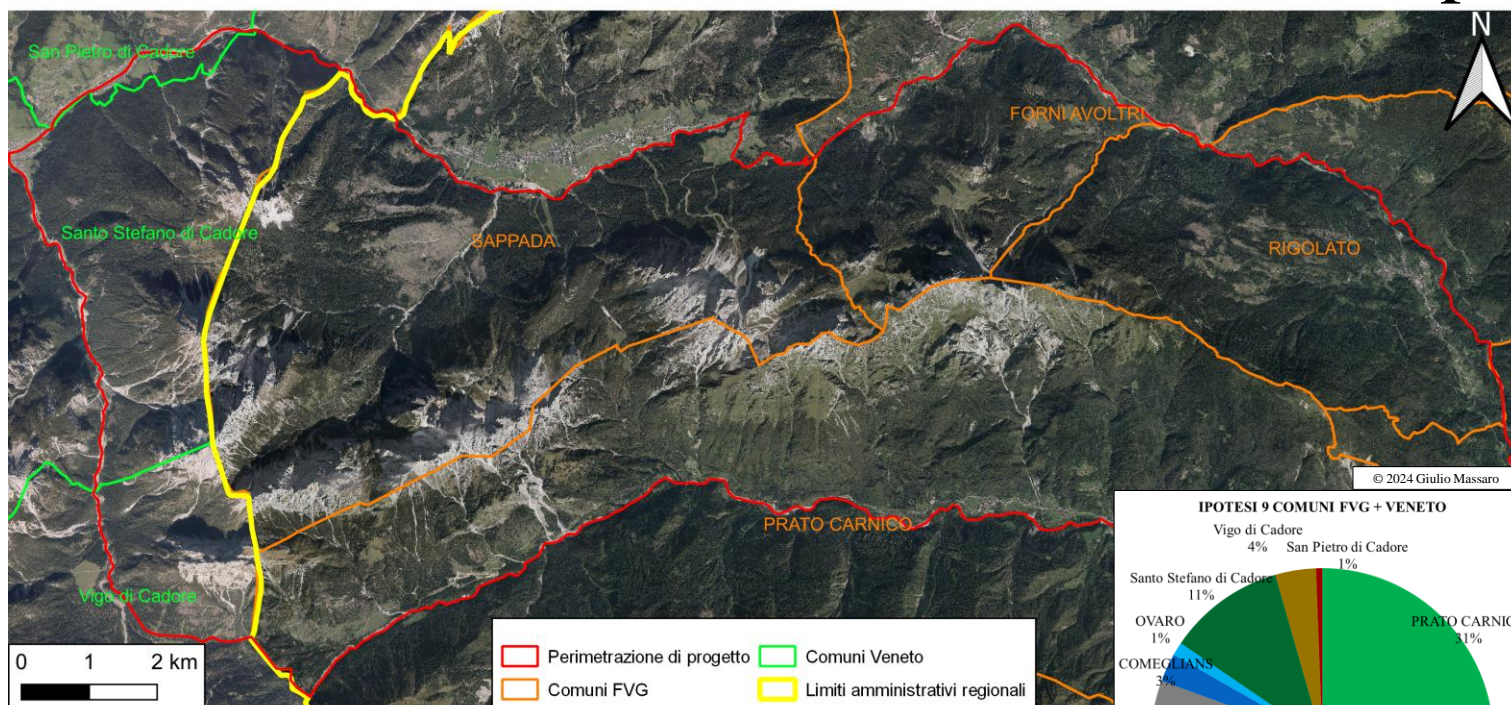 N
San Pietro di Cadore
FORNI AVOLTRI
Santo Stefano di Cadore
SAPPADA
RIGOLATO
PRATO CARNICO
Vigo di Cadore
© 2024 Giulio Massaro
0 1 2 km
Perimetrazione di progetto
Comuni Veneto
Comuni FVG
Limiti amministrativi regionali
IPOTESI 9 COMUNI FVG + VENETO
Vigo di Cadore
4%
San Pietro di Cadore
1%
Santo Stefano di Cadore
11%
OVARO
1%
COMEGLIANS
3%
PRATO CARNIC
31%